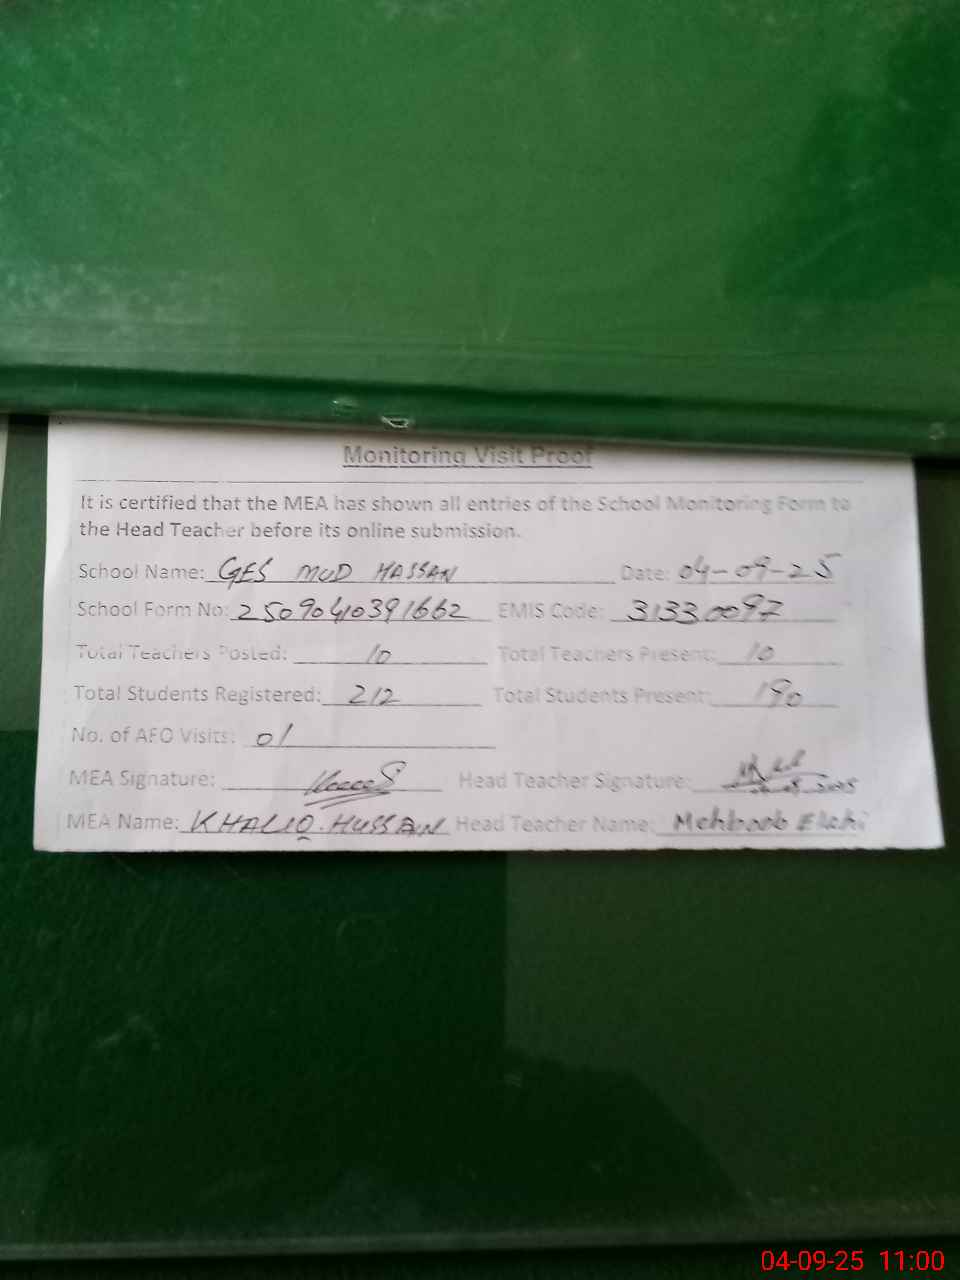 Monitoring Visit Proof
It is certified that the MEA has shown all entries of the School Monitoring Form to
the Head Teacher before its online submission.
School Name: GES MUD HASSAN Date: 04-09-25
School Form No: 25090410391662 EMIS Code: 31330097
Total Teachers Posted: 10 Total Teachers Present: 10
Total Students Registered: 212 Total Students Present: 190
No. of AEO Visits: 01
MEA Signature: Head Teacher Signature:
MEA Name: KHALIQ HUSSAIN Head Teacher Name: Mehboob Elahi
04-09-25 11:00